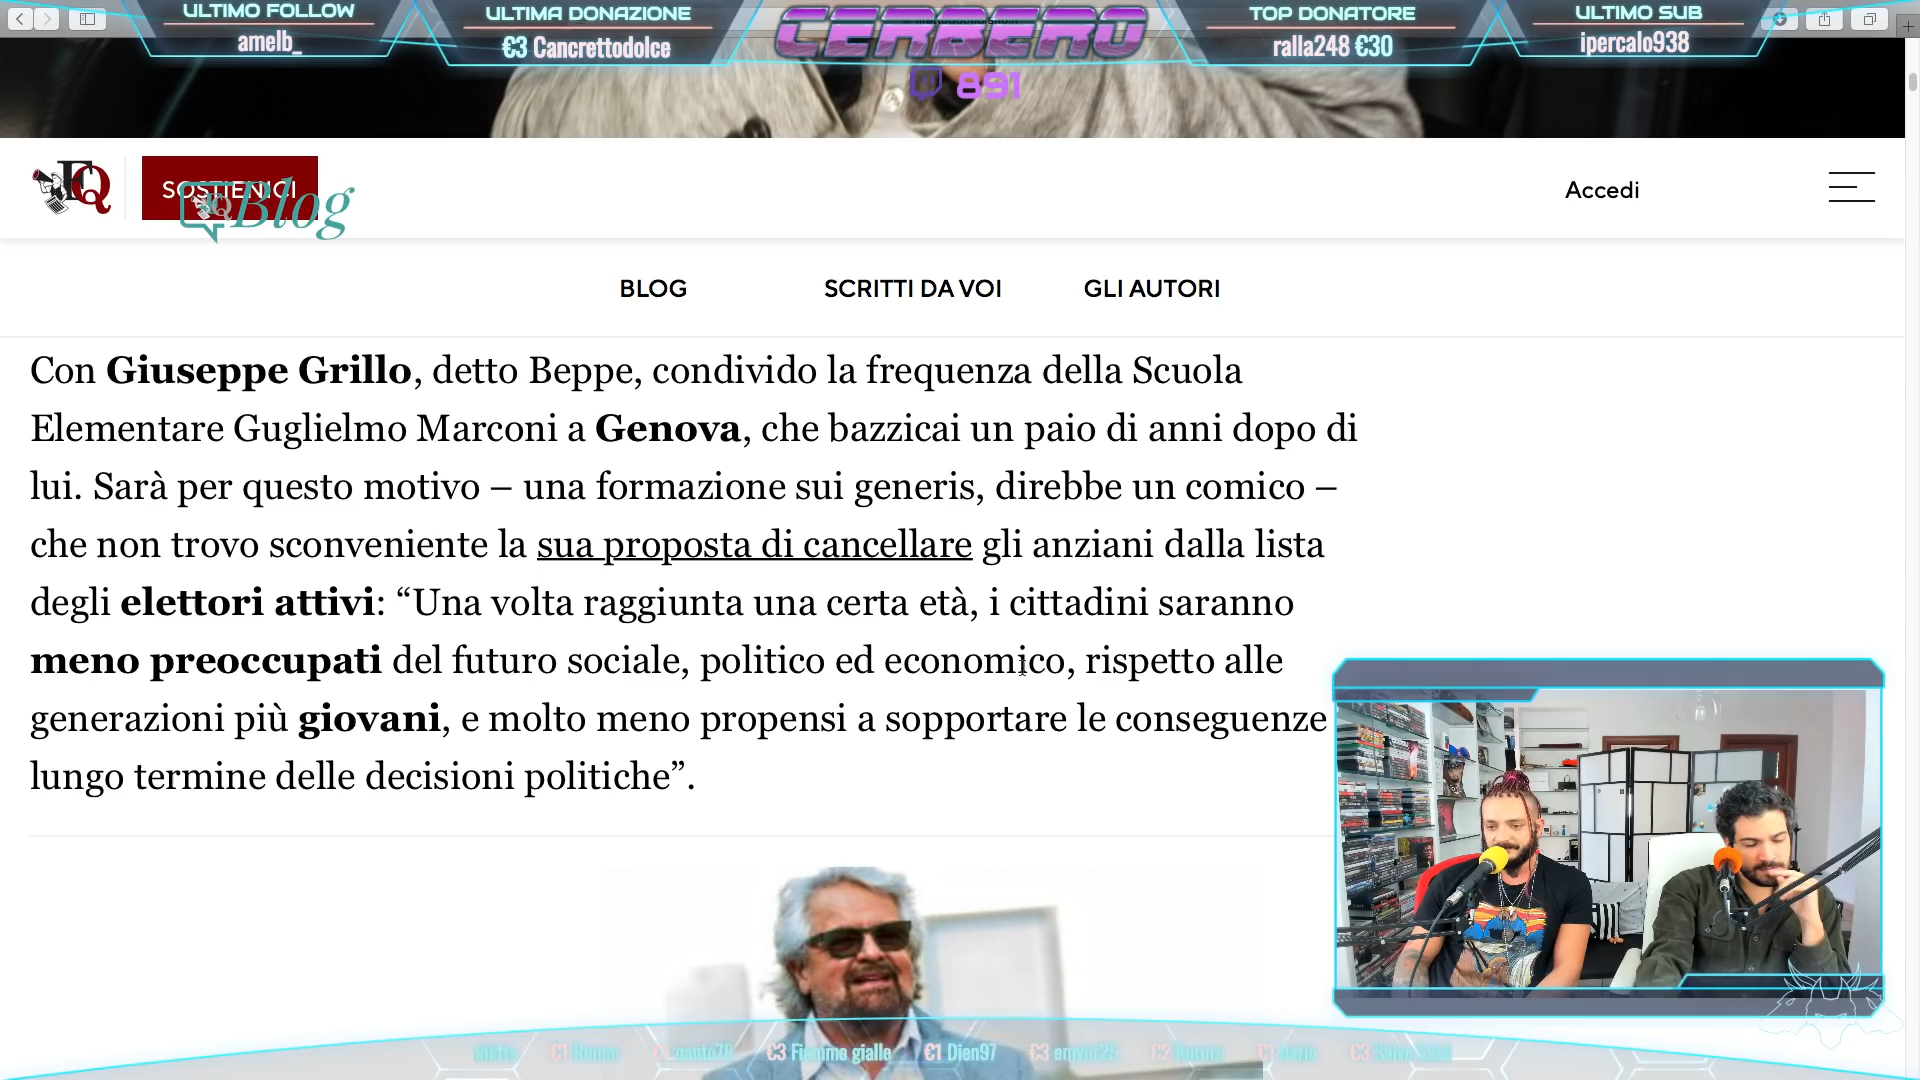 ULTIMO FOLLOW
amelb_
ULTIMA DONAZIONE
€3 Cancrettodolce
CERBERO
891
TOP DONATORE
ralla248 €30
ULTIMO SUB
ipercalo938
FQ
SOSTIENICI
Blog
Accedi
BLOG
SCRITTI DA VOI
GLI AUTORI
Con Giuseppe Grillo, detto Beppe, condivido la frequenza della Scuola
Elementare Guglielmo Marconi a Genova, che bazzicai un paio di anni dopo di
lui. Sarà per questo motivo – una formazione sui generis, direbbe un comico –
che non trovo sconveniente la sua proposta di cancellare gli anziani dalla lista
degli elettori attivi: “Una volta raggiunta una certa età, i cittadini saranno
meno preoccupati del futuro sociale, politico ed economico, rispetto alle
generazioni più giovani, e molto meno propensi a sopportare le conseguenze
lungo termine delle decisioni politiche”.
€3 Fiamme gialle €1 Dien97